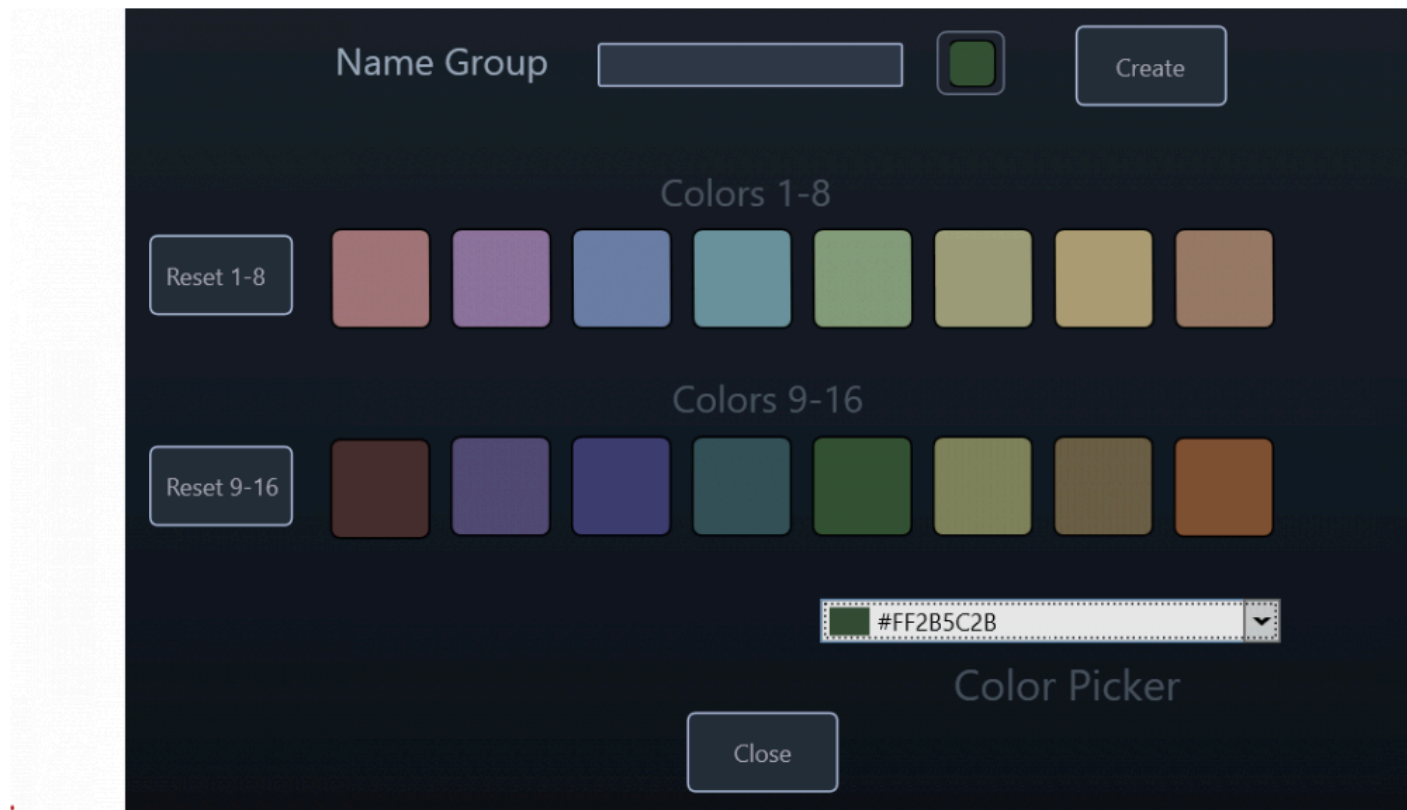 Name Group
Create
Colors 1-8
Reset 1-8
Colors 9-16
Reset 9-16
#FF2B5C2B
Color Picker
Close